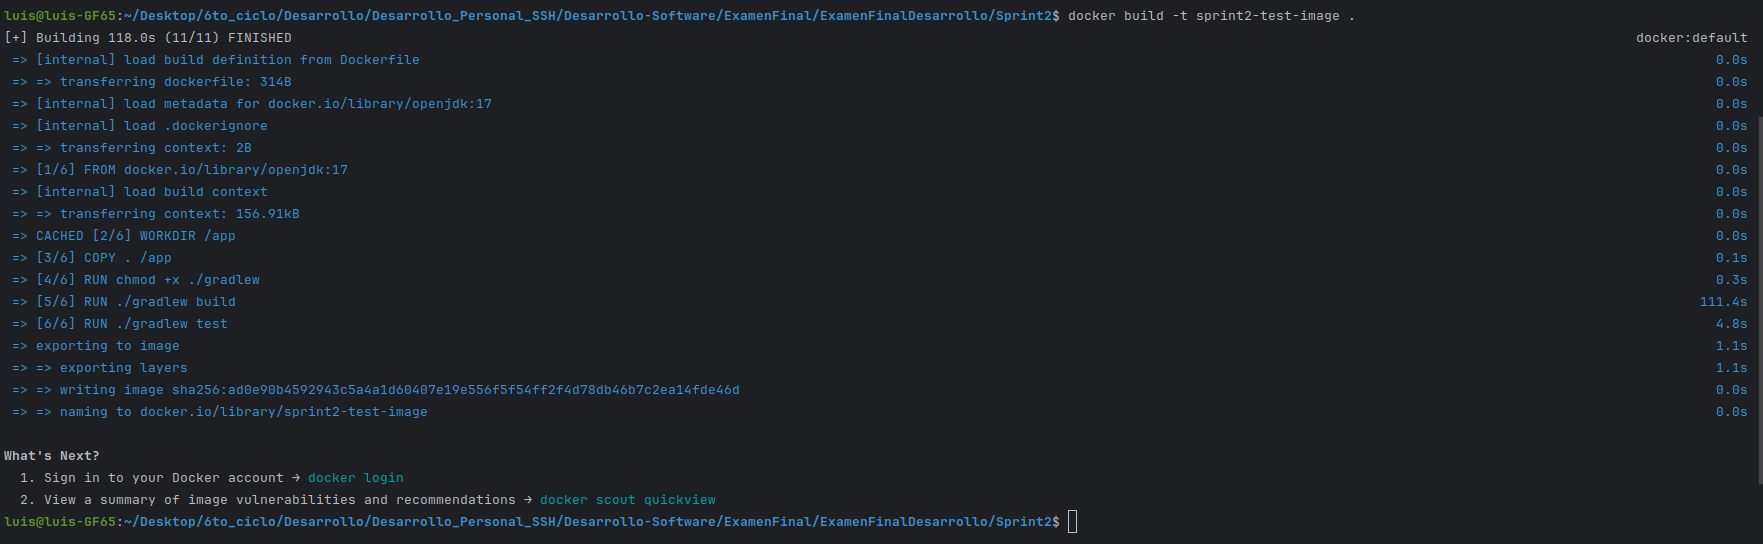 luis@luis-GF65:~/Desktop/6to_ciclo/Desarrollo/Desarrollo_Personal_SSH/Desarrollo-Software/ExamenFinal/ExamenFinalDesarrollo/Sprint2$ docker build -t sprint2-test-image .
[+] Building 118.0s (11/11) FINISHED docker:default
=> [internal] load build definition from Dockerfile 0.0s
=> => transferring dockerfile: 314B 0.0s
=> [internal] load metadata for docker.io/library/openjdk:17 0.0s
=> [internal] load .dockerignore 0.0s
=> => transferring context: 2B 0.0s
=> [1/6] FROM docker.io/library/openjdk:17 0.0s
=> [internal] load build context 0.0s
=> => transferring context: 156.91kB 0.0s
=> CACHED [2/6] WORKDIR /app 0.0s
=> [3/6] COPY . /app 0.1s
=> [4/6] RUN chmod +x ./gradlew 0.3s
=> [5/6] RUN ./gradlew build 111.4s
=> [6/6] RUN ./gradlew test 4.8s
=> exporting to image 1.1s
=> => exporting layers 1.1s
=> => writing image sha256:ad0e90b4592943c5a4a1d60407e19e556f5f54ff2f4d78db46b7c2ea14fde46d 0.0s
=> => naming to docker.io/library/sprint2-test-image 0.0s
What's Next?
1. Sign in to your Docker account → docker login
2. View a summary of image vulnerabilities and recommendations → docker scout quickview
luis@luis-GF65:~/Desktop/6to_ciclo/Desarrollo/Desarrollo_Personal_SSH/Desarrollo-Software/ExamenFinal/ExamenFinalDesarrollo/Sprint2$